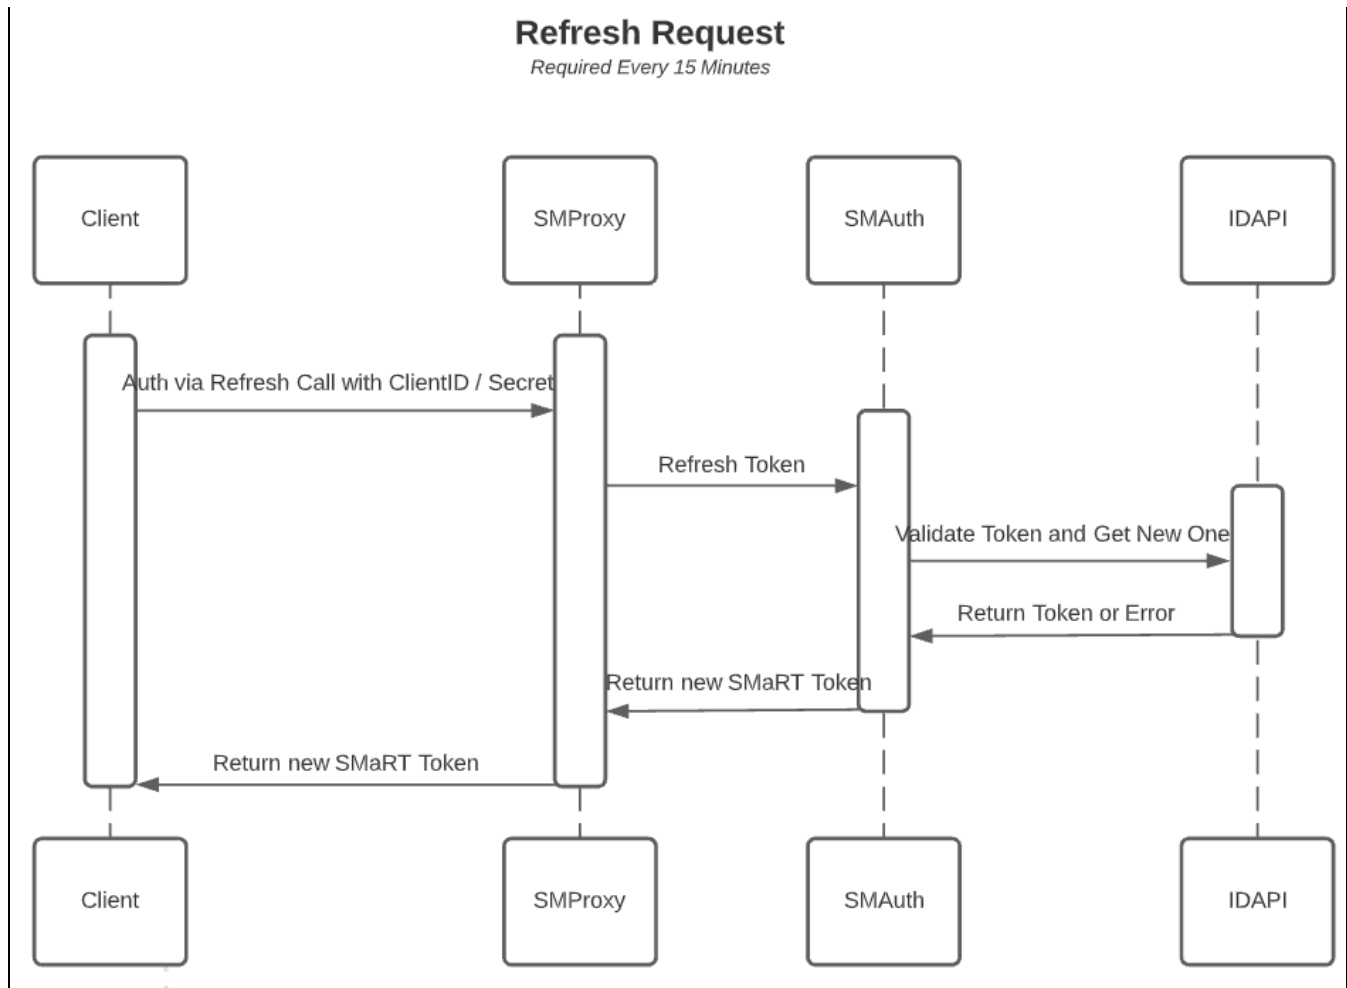 Refresh Request
Required Every 15 Minutes
Client
SMProxy
SMAuth
IDAPI
Auth via Refresh Call with ClientID / Secret
Refresh Token
Validate Token and Get New One
Return Token or Error
Return new SMaRT Token
Return new SMaRT Token
Client
SMProxy
SMAuth
IDAPI